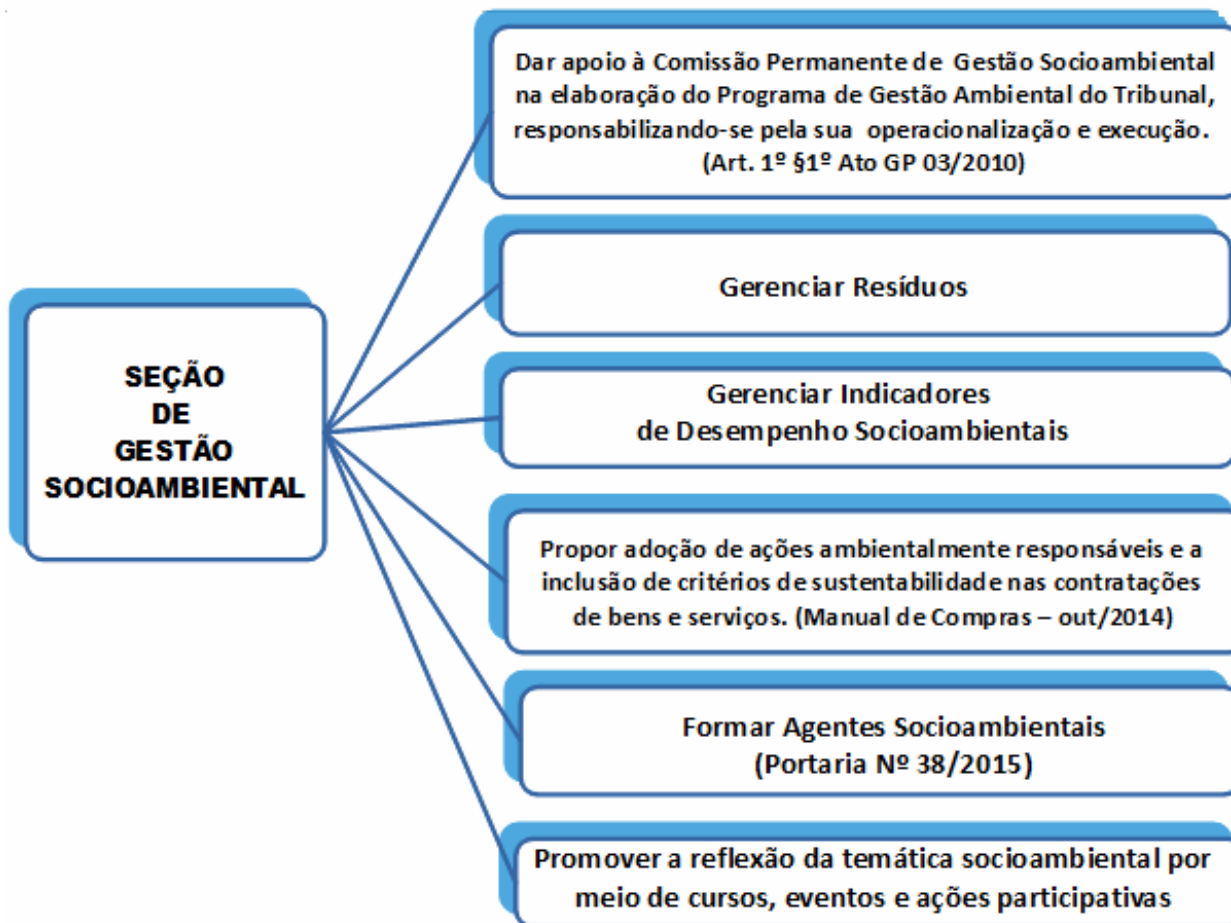 SEÇÃO
DE
GESTÃO
SOCIOAMBIENTAL
Dar apoio à Comissão Permanente de Gestão Socioambiental
na elaboração do Programa de Gestão Ambiental do Tribunal,
responsabilizando-se pela sua operacionalização e execução.
(Art. 1º §1º Ato GP 03/2010)
Gerenciar Resíduos
Gerenciar Indicadores
de Desempenho Socioambientais
Propor adoção de ações ambientalmente responsáveis e a
inclusão de critérios de sustentabilidade nas contratações
de bens e serviços. (Manual de Compras – out/2014)
Formar Agentes Socioambientais
(Portaria Nº 38/2015)
Promover a reflexão da temática socioambiental por
meio de cursos, eventos e ações participativas